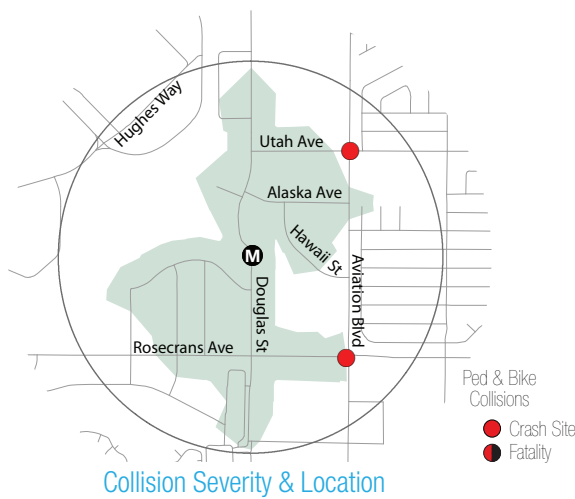 Hughes Way
Utah Ave
Alaska Ave
Hawaii St
M
Douglas St
Aviation Blvd
Rosecrans Ave
Ped & Bike
Collisions
Crash Site
Fatality
Collision Severity & Location